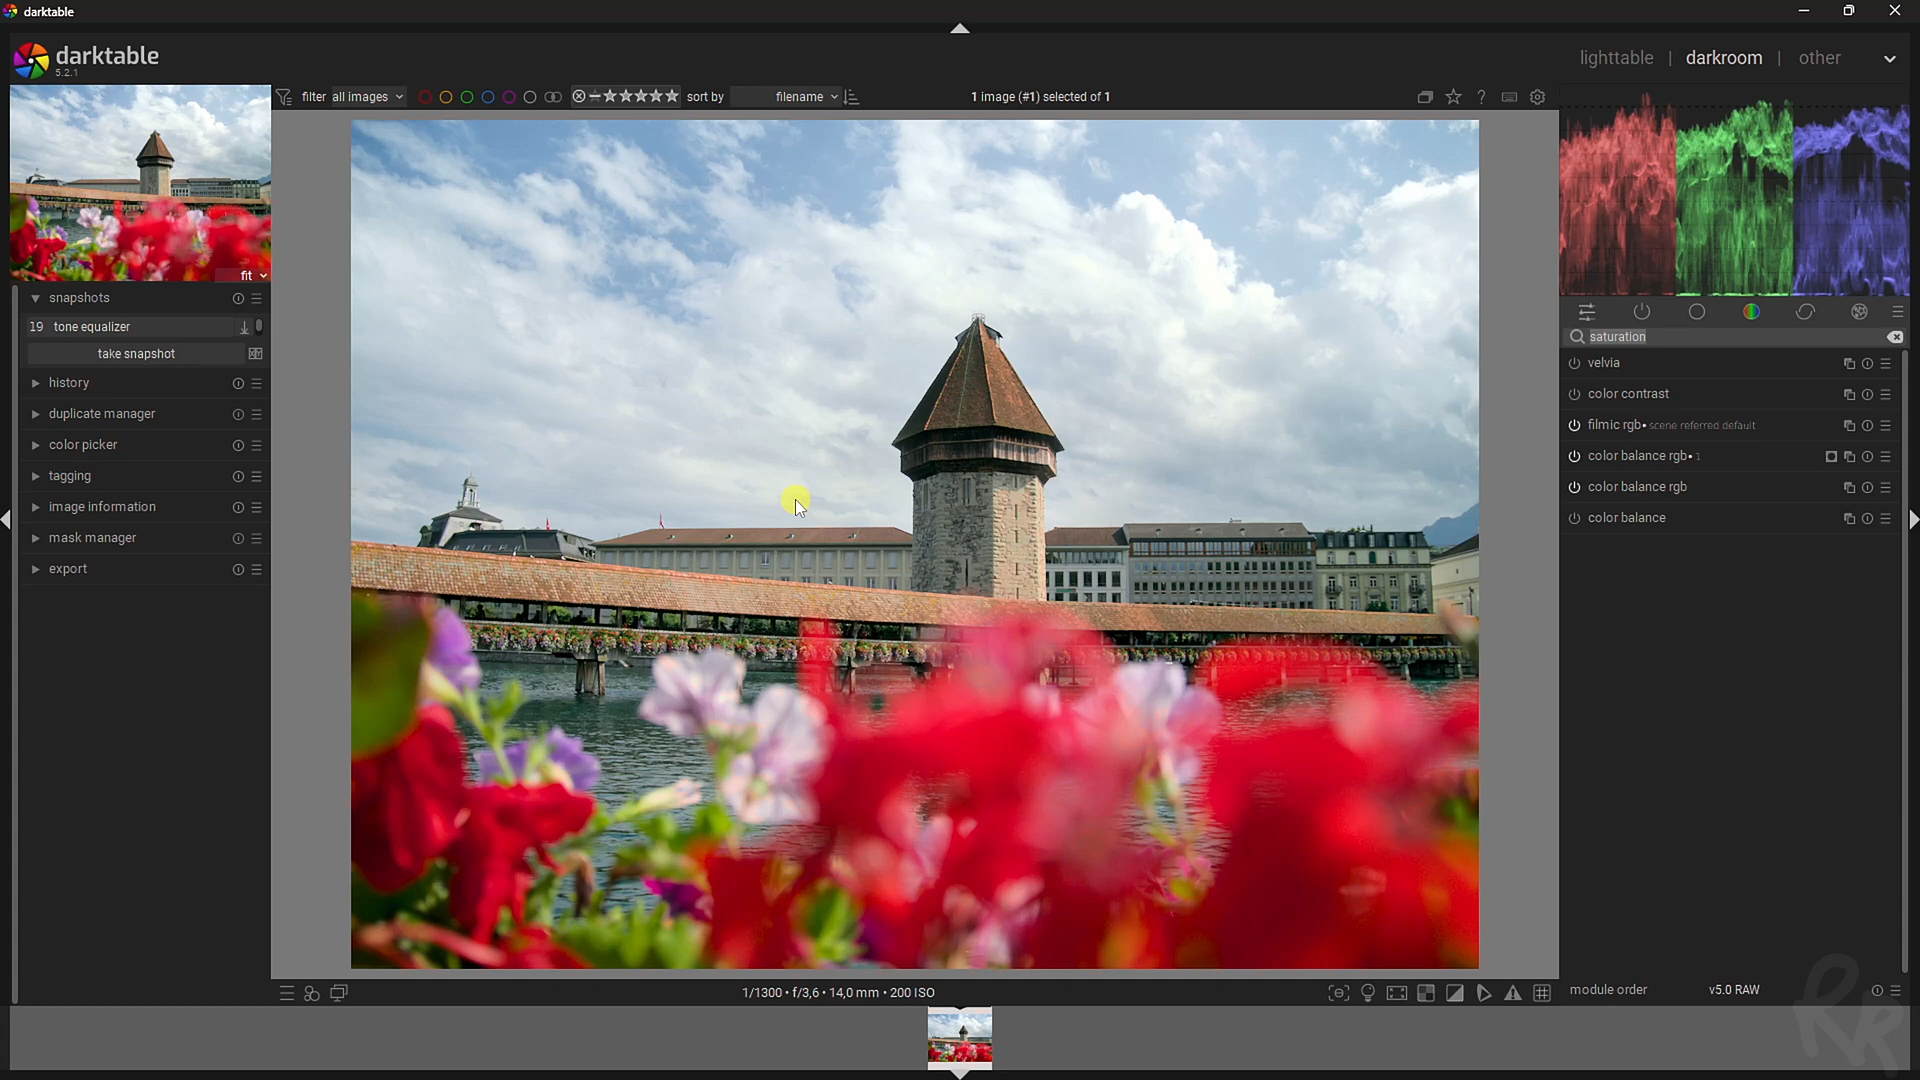 darktable
darktable
5.2.1
lighttable | darkroom | other
filter all images
sort by filename
1 image (#1) selected of 1
?
fit
snapshots
19 tone equalizer
take snapshot
history
duplicate manager
color picker
tagging
image information
mask manager
export
saturation
velvia
color contrast
filmic rgb• scene referred default
color balance rgb• 1
color balance rgb
color balance
1/1300 • f/3,6 • 14,0 mm • 200 ISO
module order v5.0 RAW
RR